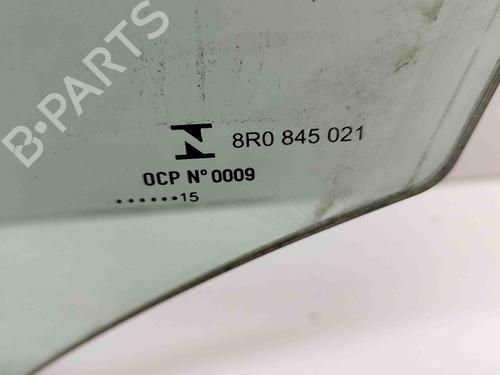 B-PARTS
8R0 845 021
OCP Nº 0009
......15